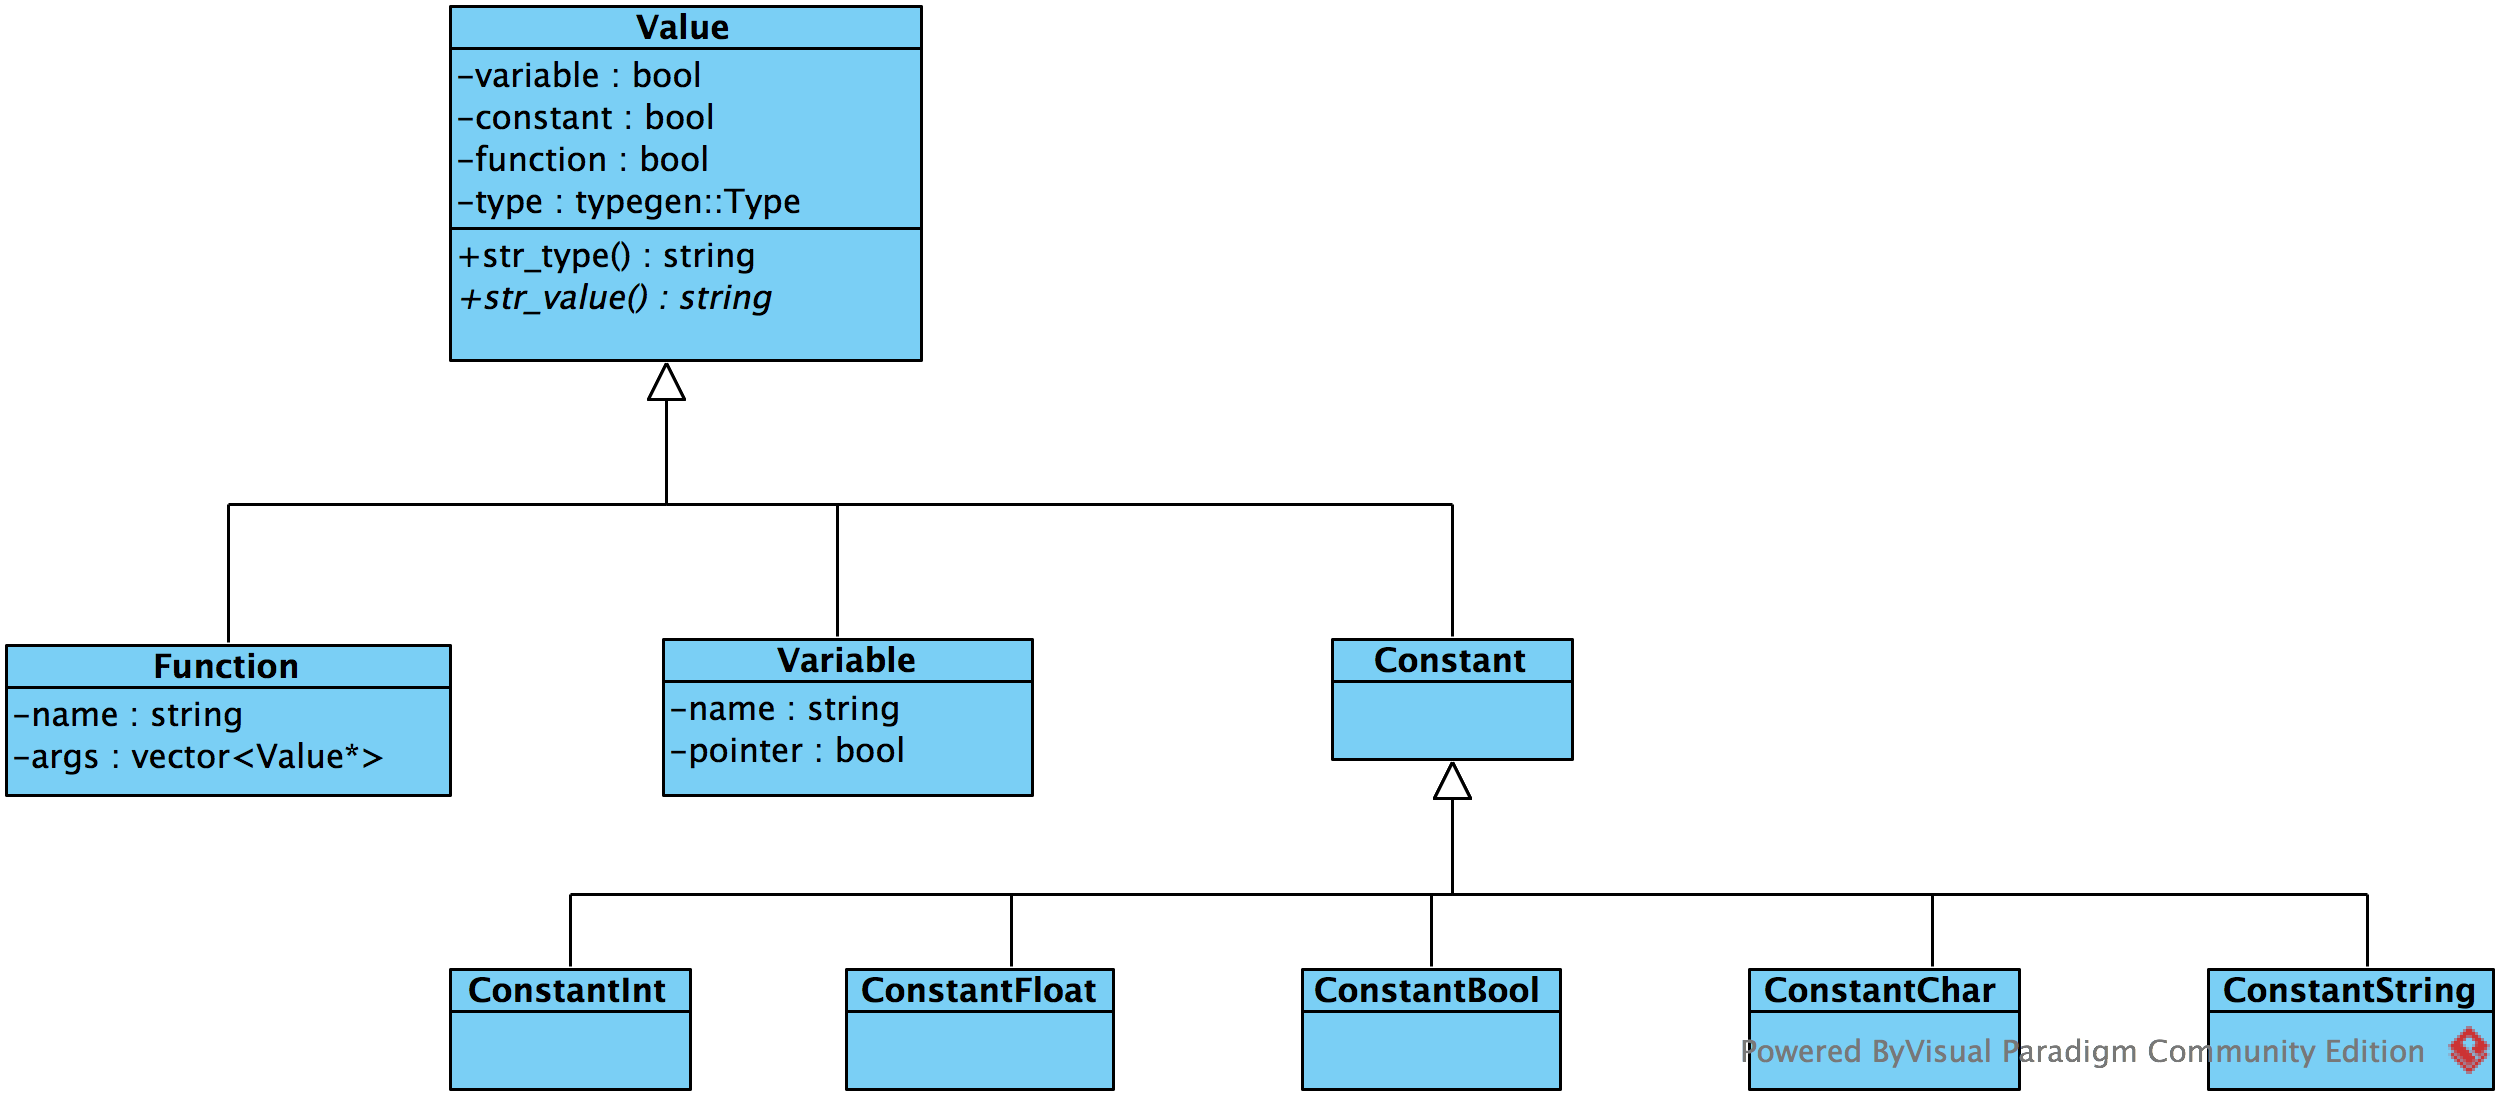 Value
-variable : bool
-constant : bool
-function : bool
-type : typegen::Type
+str_type() : string
+str_value() : string
Function
-name : string
-args : vector<Value*>
Variable
-name : string
-pointer : bool
Constant
ConstantInt
ConstantFloat
ConstantBool
ConstantChar
ConstantString
Powered ByVisual Paradigm Community Edition